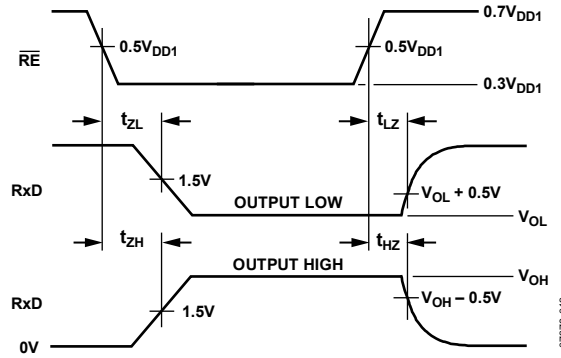 0.7VDD1
RE
0.5VDD1
0.5VDD1
0.3VDD1
tZL
tLZ
RxD
1.5V
OUTPUT LOW
VOL + 0.5V
VOL
tZH
tHZ
OUTPUT HIGH
VOH
RxD
1.5V
VOH – 0.5V
0V